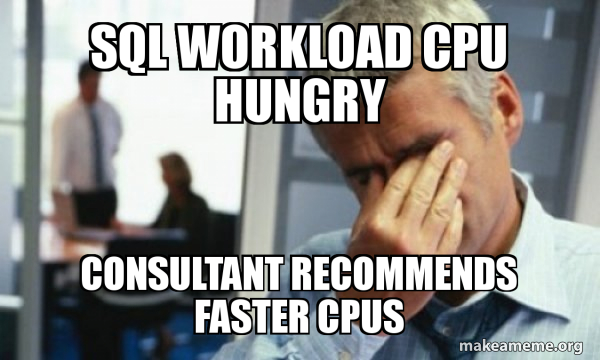 SQL WORKLOAD CPU
HUNGRY
CONSULTANT RECOMMENDS
FASTER CPUS
makeameme.org